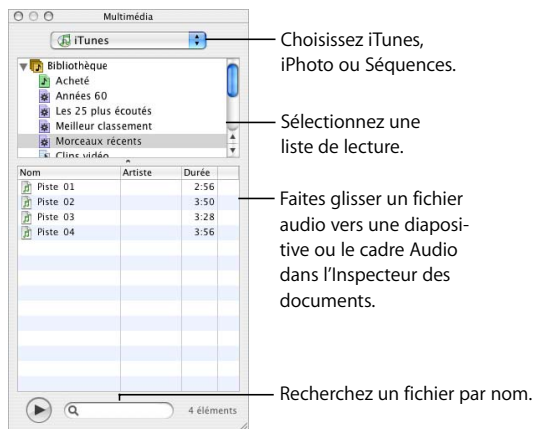 Multimédia
iTunes
Choisissez iTunes,
iPhoto ou Séquences.
Bibliothèque
Acheté
Années 60
Les 25 plus écoutés
Meilleur classement
Morceaux récents
Clips vidéo
Sélectionnez une
liste de lecture.
Nom Artiste Durée
Piste 01 2:56
Piste 02 3:50
Piste 03 3:28
Piste 04 3:56
Faites glisser un fichier
audio vers une diaposi-
tive ou le cadre Audio
dans l’Inspecteur des
documents.
Recherchez un fichier par nom.
4 éléments